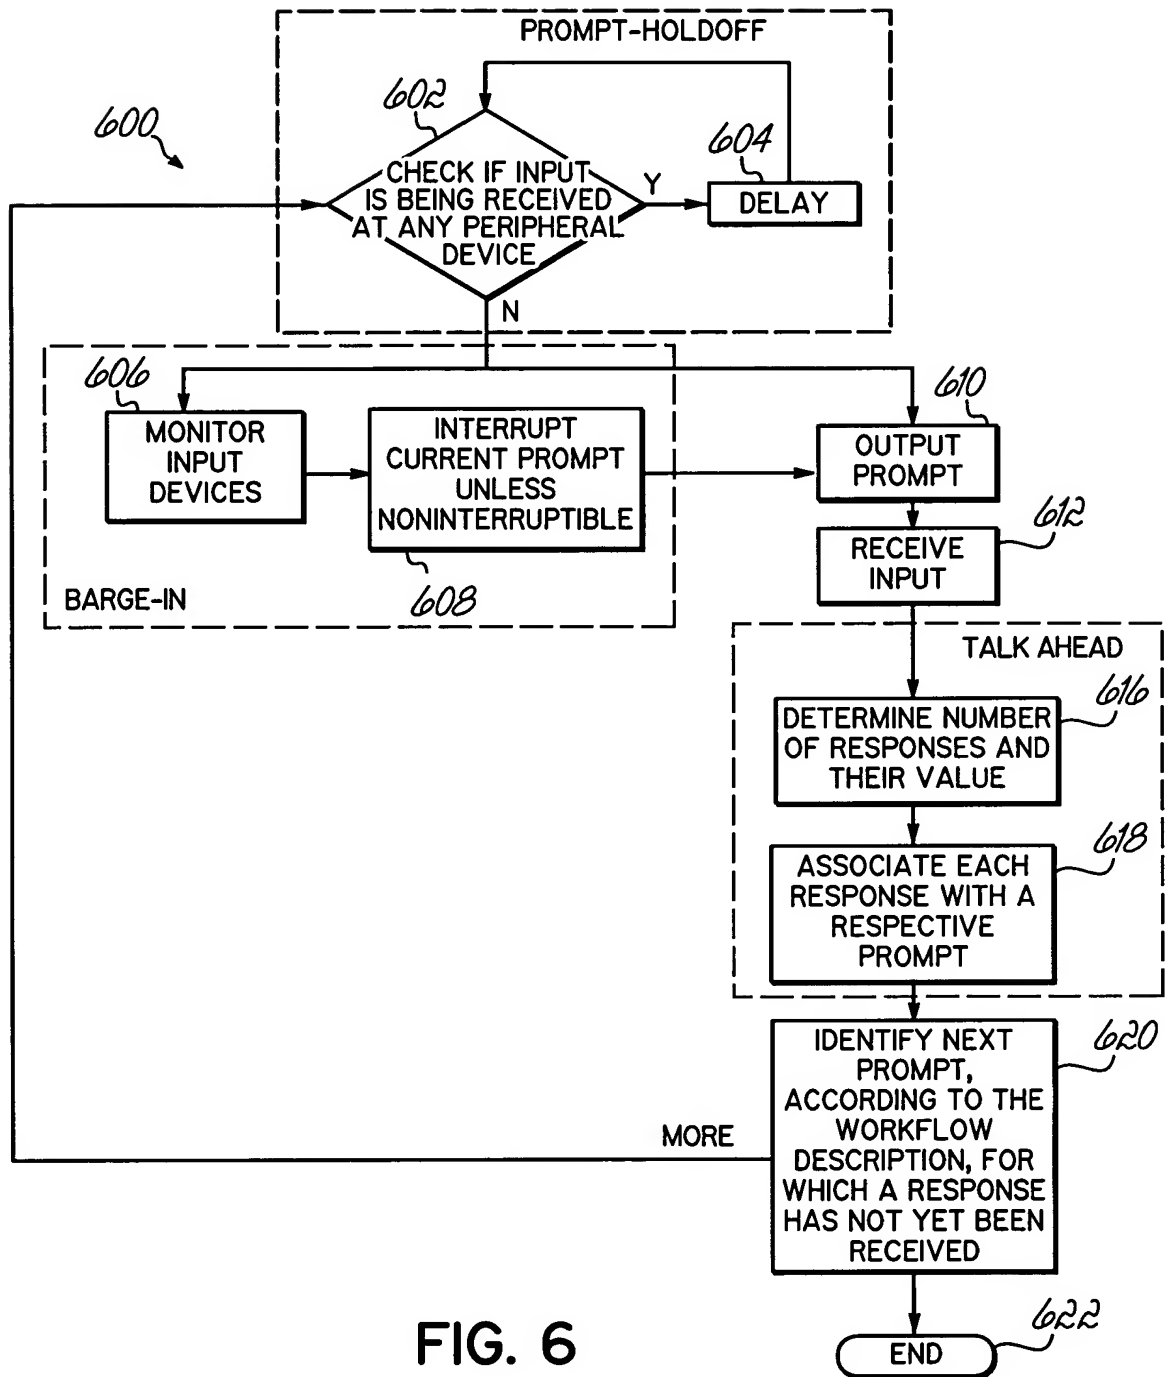 PROMPT-HOLDOFF
600
602
CHECK IF INPUT
IS BEING RECEIVED
AT ANY PERIPHERAL
DEVICE
Y
604
DELAY
N
606
MONITOR
INPUT
DEVICES
INTERRUPT
CURRENT PROMPT
UNLESS
NONINTERRUPTIBLE
608
BARGE-IN
610
OUTPUT
PROMPT
612
RECEIVE
INPUT
TALK AHEAD
616
DETERMINE NUMBER
OF RESPONSES AND
THEIR VALUE
618
ASSOCIATE EACH
RESPONSE WITH A
RESPECTIVE
PROMPT
620
IDENTIFY NEXT
PROMPT,
ACCORDING TO THE
WORKFLOW
DESCRIPTION, FOR
WHICH A RESPONSE
HAS NOT YET BEEN
RECEIVED
MORE
622
END
FIG. 6